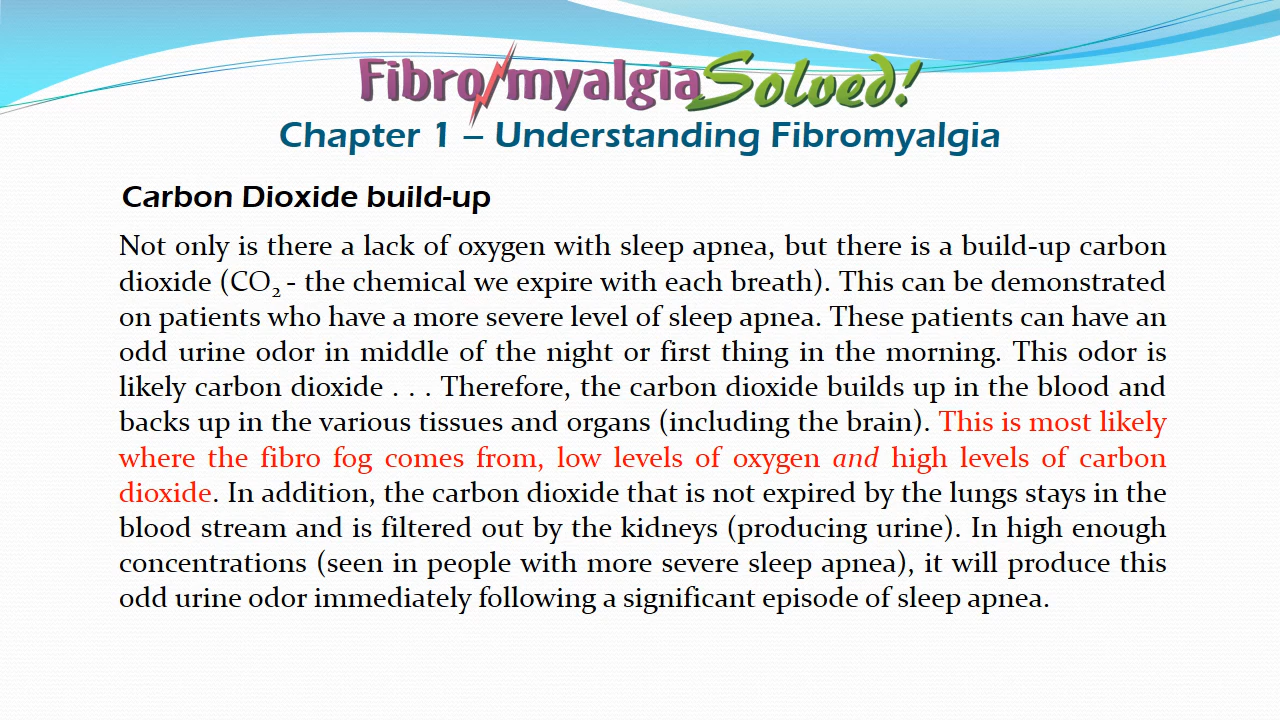 Fibromyalgia Solved!
Chapter 1 – Understanding Fibromyalgia
Carbon Dioxide build-up
Not only is there a lack of oxygen with sleep apnea, but there is a build-up carbon
dioxide (CO₂ - the chemical we expire with each breath). This can be demonstrated
on patients who have a more severe level of sleep apnea. These patients can have an
odd urine odor in middle of the night or first thing in the morning. This odor is
likely carbon dioxide . . . Therefore, the carbon dioxide builds up in the blood and
backs up in the various tissues and organs (including the brain). This is most likely
where the fibro fog comes from, low levels of oxygen and high levels of carbon
dioxide. In addition, the carbon dioxide that is not expired by the lungs stays in the
blood stream and is filtered out by the kidneys (producing urine). In high enough
concentrations (seen in people with more severe sleep apnea), it will produce this
odd urine odor immediately following a significant episode of sleep apnea.